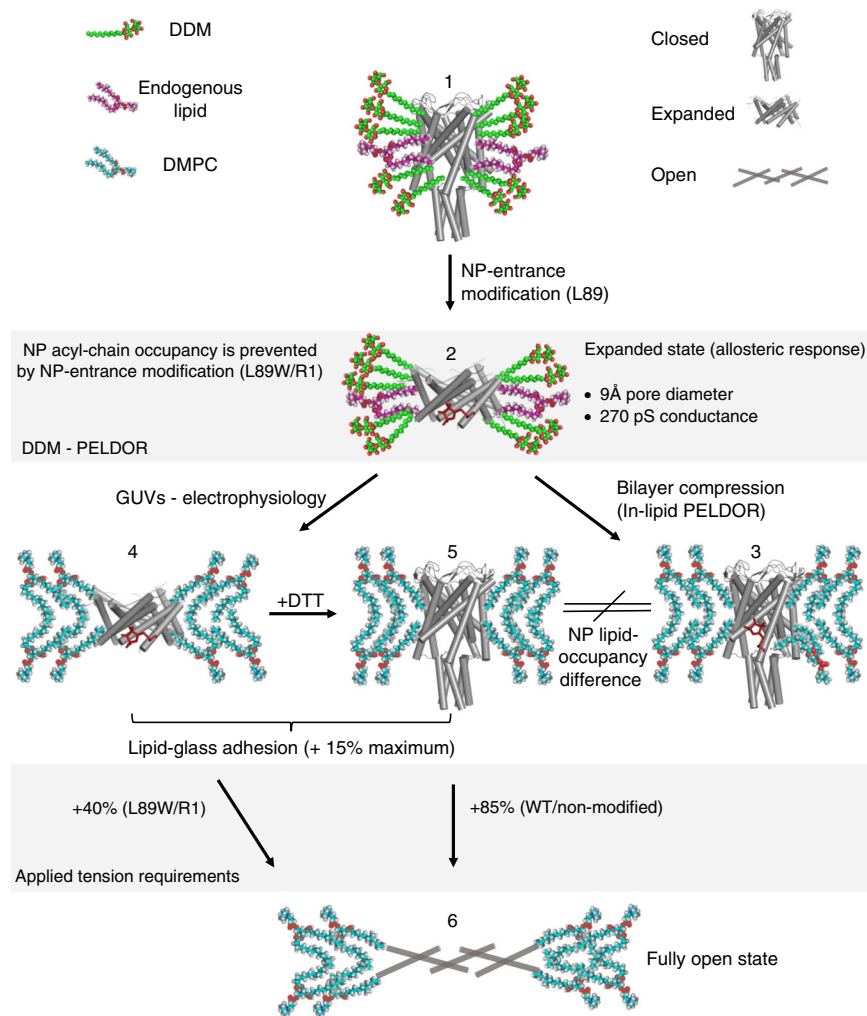 DDM
Endogenous
lipid
DMPC
1
Closed
Expanded
Open
NP-entrance
modification (L89)
NP acyl-chain occupancy is prevented
by NP-entrance modification (L89W/R1)
2
Expanded state (allosteric response)
• 9Å pore diameter
• 270 pS conductance
DDM - PELDOR
GUVs - electrophysiology
Bilayer compression
(In-lipid PELDOR)
4
+DTT
5
3
NP lipid-
occupancy
difference
Lipid-glass adhesion (+ 15% maximum)
+40% (L89W/R1)
+85% (WT/non-modified)
Applied tension requirements
6
Fully open state